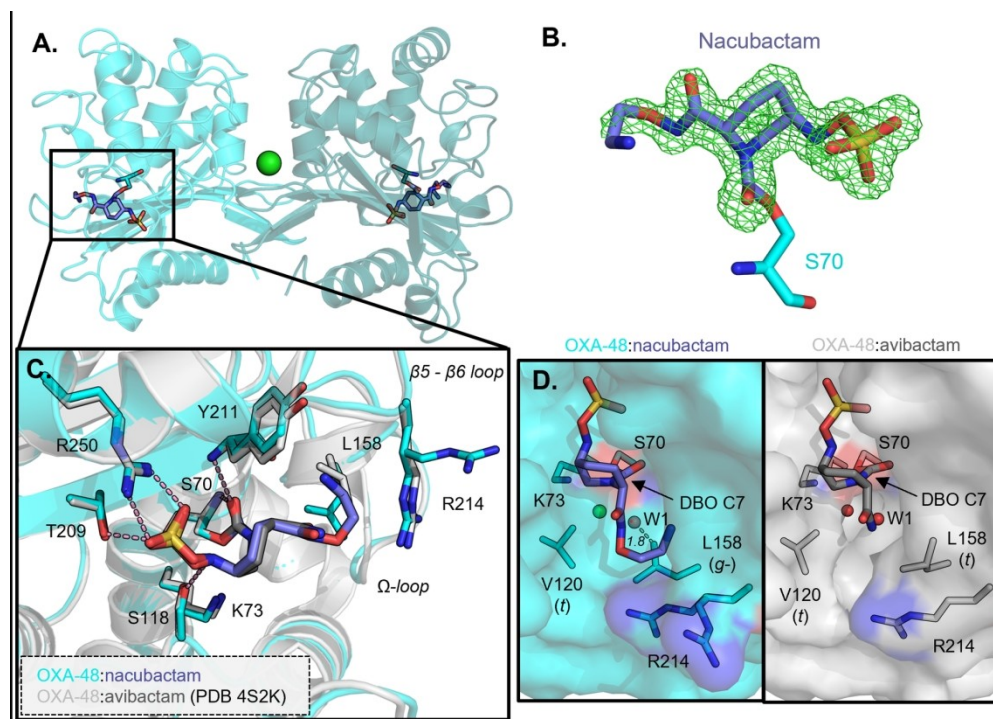 A.
B.
Nacubactam
S70
C.
β5 - β6 loop
Y211
R250
L158
S70
R214
T209
Ω-loop
S118
K73
OXA-48:nacubactam
OXA-48:avibactam (PDB 4S2K)
OXA-48:nacubactam
OXA-48:avibactam
D.
S70
K73
DBO C7
W1
1.8
L158
(g-)
V120
(t)
R214
S70
K73
DBO C7
W1
L158
(t)
V120
(t)
R214